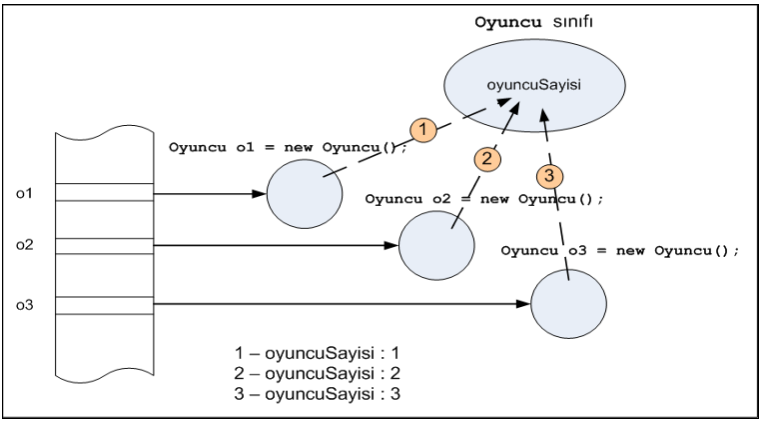 Oyuncu sınıfı
oyuncuSayisi
1
Oyuncu o1 = new Oyuncu();
2
3
o1
Oyuncu o2 = new Oyuncu();
o2
Oyuncu o3 = new Oyuncu();
o3
1 – oyuncuSayisi : 1
2 – oyuncuSayisi : 2
3 – oyuncuSayisi : 3